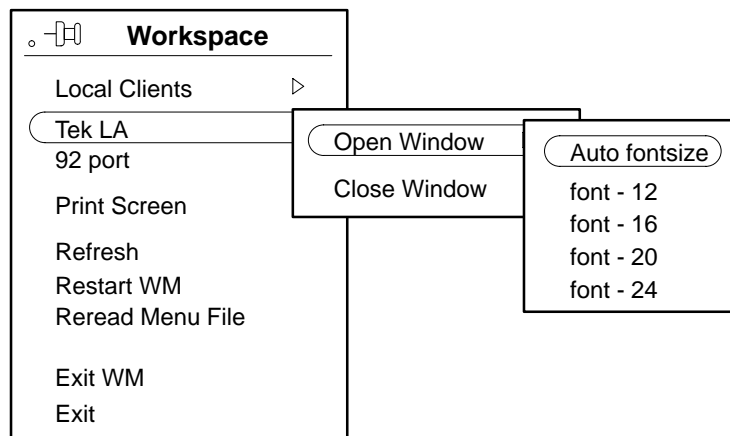 Workspace
Local Clients
Tek LA
92 port
Print Screen
Refresh
Restart WM
Reread Menu File
Exit WM
Exit
Open Window
Close Window
Auto fontsize
font - 12
font - 16
font - 20
font - 24